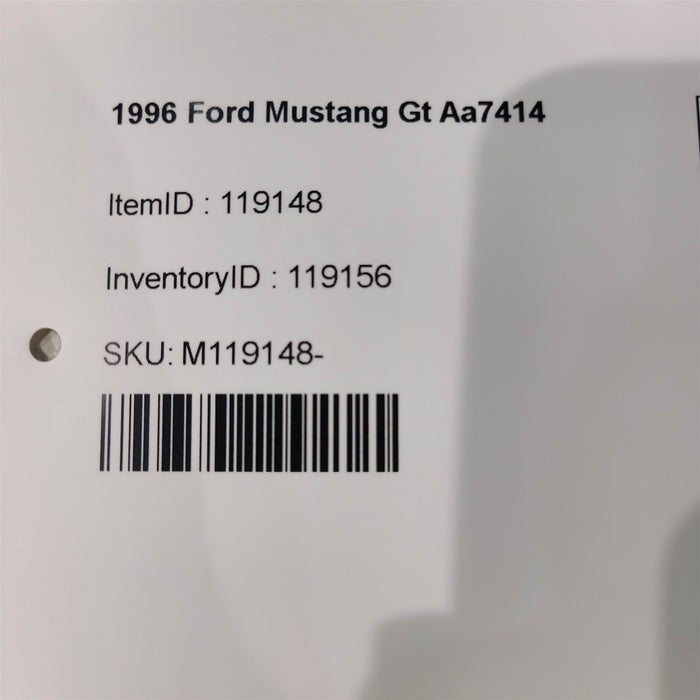 1996 Ford Mustang Gt Aa7414
ItemID : 119148
InventoryID : 119156
SKU: M119148-